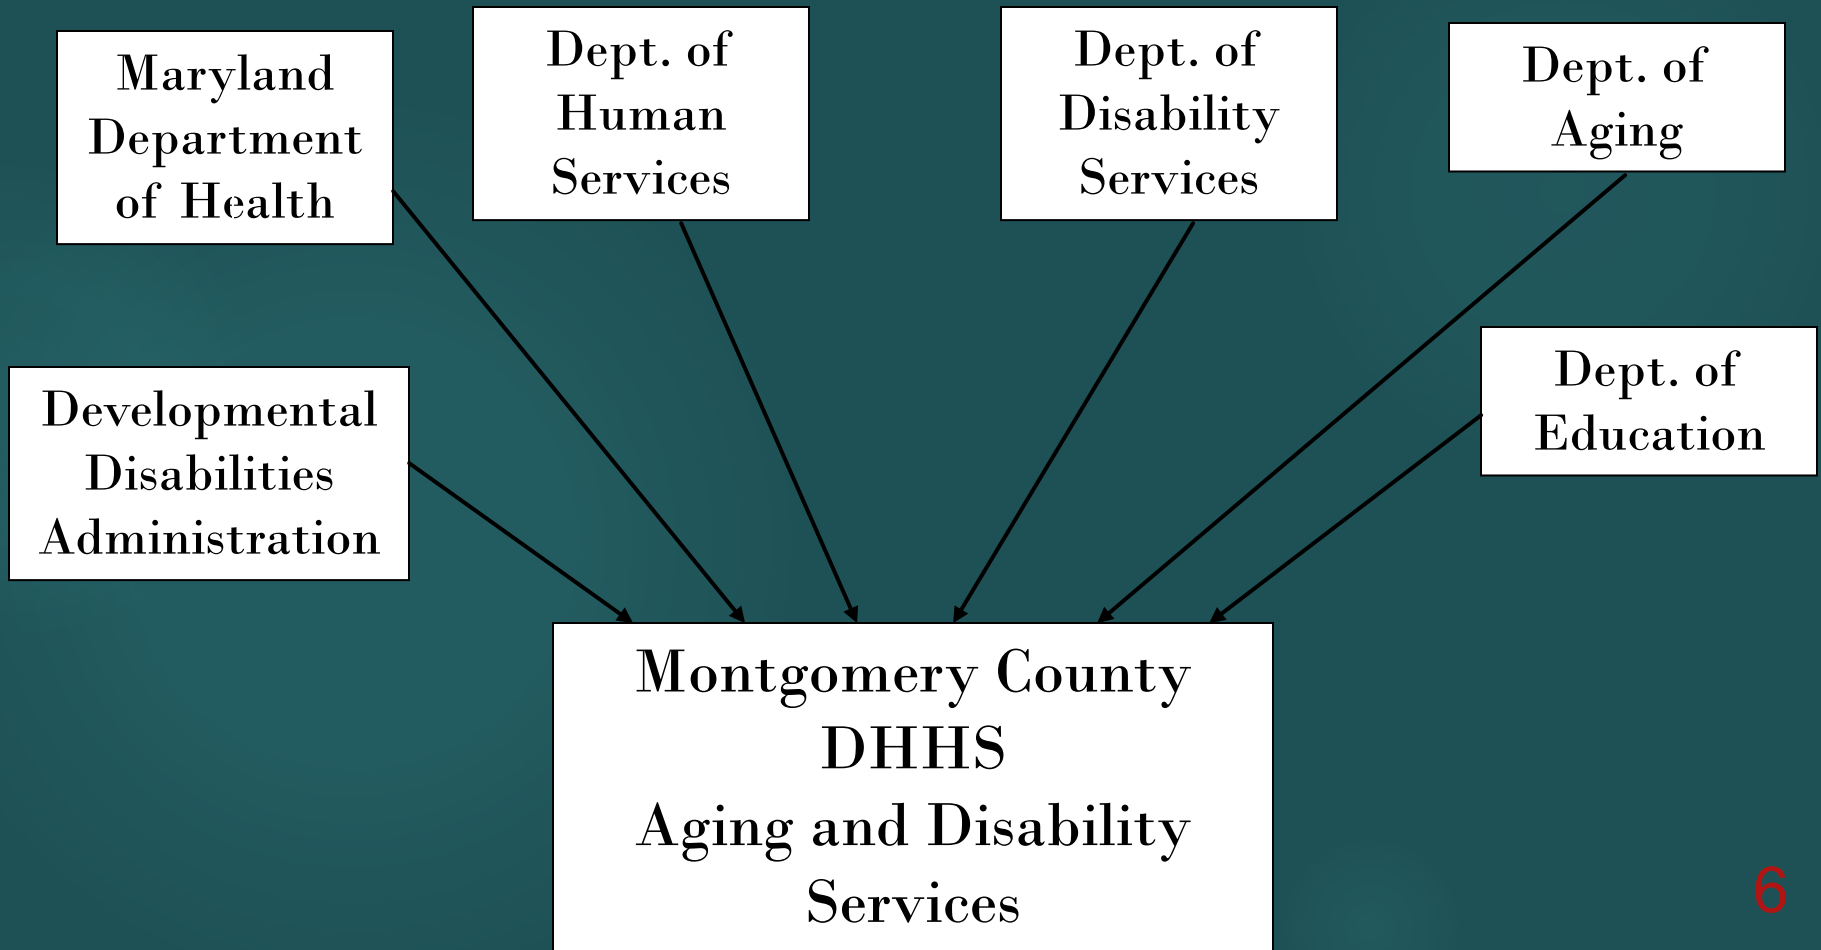 Maryland
Department
of Health
Dept. of
Human
Services
Dept. of
Disability
Services
Dept. of
Aging
Developmental
Disabilities
Administration
Dept. of
Education
Montgomery County
DHHS
Aging and Disability
Services
6